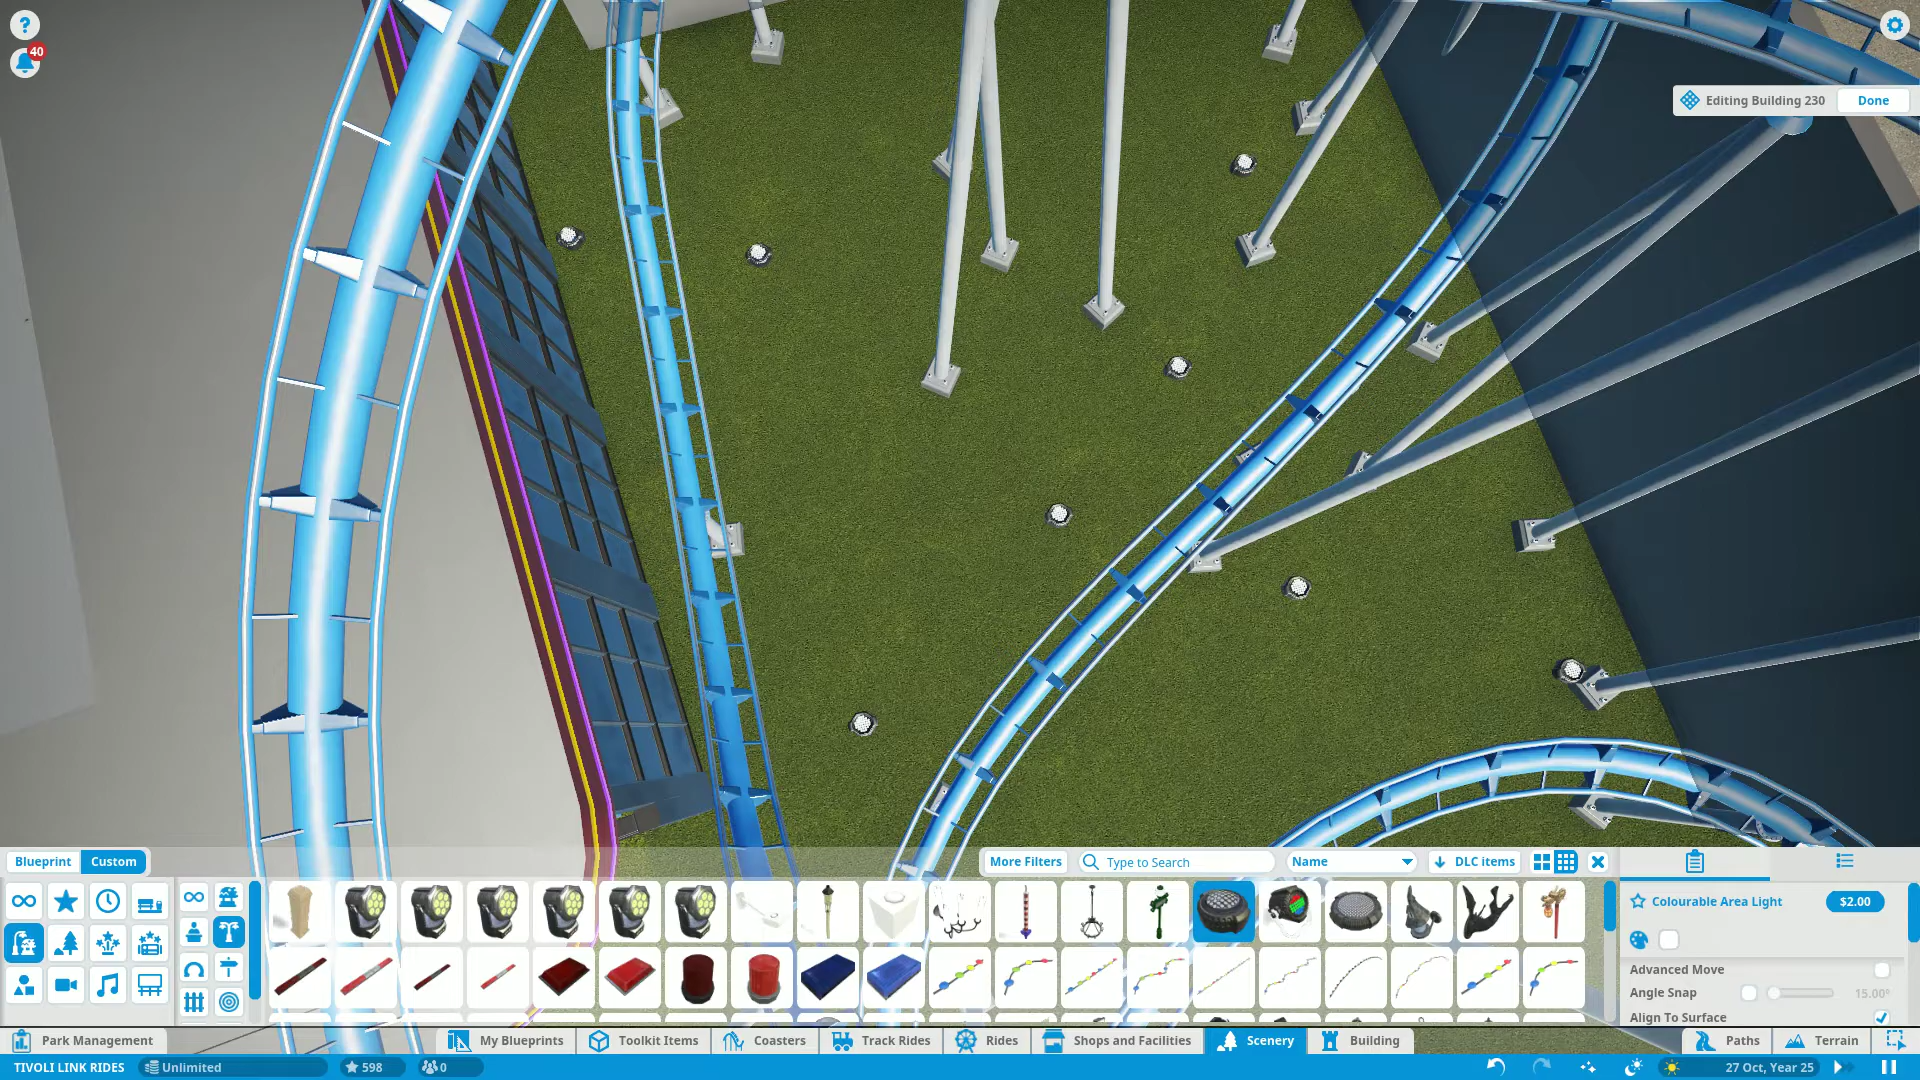 ?
40
Editing Building 230
Done
Blueprint
Custom
More Filters
Type to Search
Name
DLC items
Colourable Area Light
$2.00
Advanced Move
Angle Snap
15.00°
Align To Surface
Park Management
My Blueprints
Toolkit Items
Coasters
Track Rides
Rides
Shops and Facilities
Scenery
Building
Paths
Terrain
TIVOLI LINK RIDES
Unlimited
598
0
27 Oct, Year 25